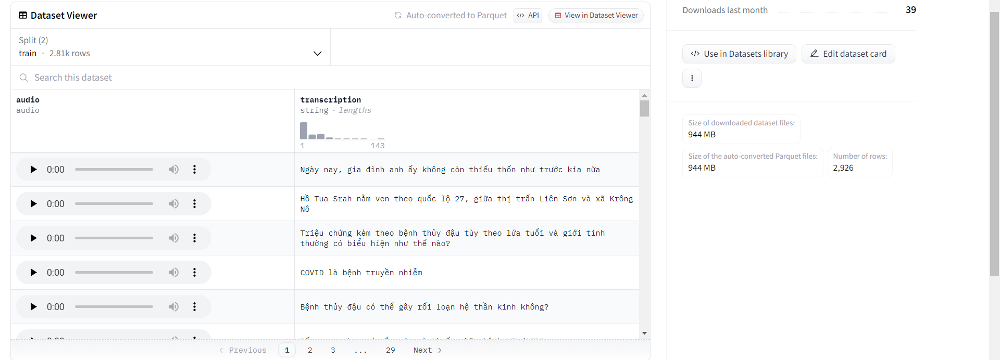 Dataset Viewer
Auto-converted to Parquet
API
View in Dataset Viewer
Split (2)
train · 2.81k rows
Search this dataset
audio
audio
transcription
string · lengths
1
143
0:00
Ngày nay, gia đình anh ấy không còn thiếu thốn như trước kia nữa
0:00
Hồ Tua Srah nằm ven theo quốc lộ 27, giữa thị trấn Liên Sơn và xã Krông
Nô
0:00
Triệu chứng kèm theo bệnh thủy đậu tùy theo lứa tuổi và giới tính
thường có biểu hiện như thế nào?
0:00
COVID là bệnh truyền nhiễm
0:00
Bệnh thủy đậu có thể gây rối loạn hệ thần kinh không?
Previous
1
2
3
...
29
Next
Downloads last month
39
Use in Datasets library
Edit dataset card
Size of downloaded dataset files:
944 MB
Size of the auto-converted Parquet files:
944 MB
Number of rows:
2,926